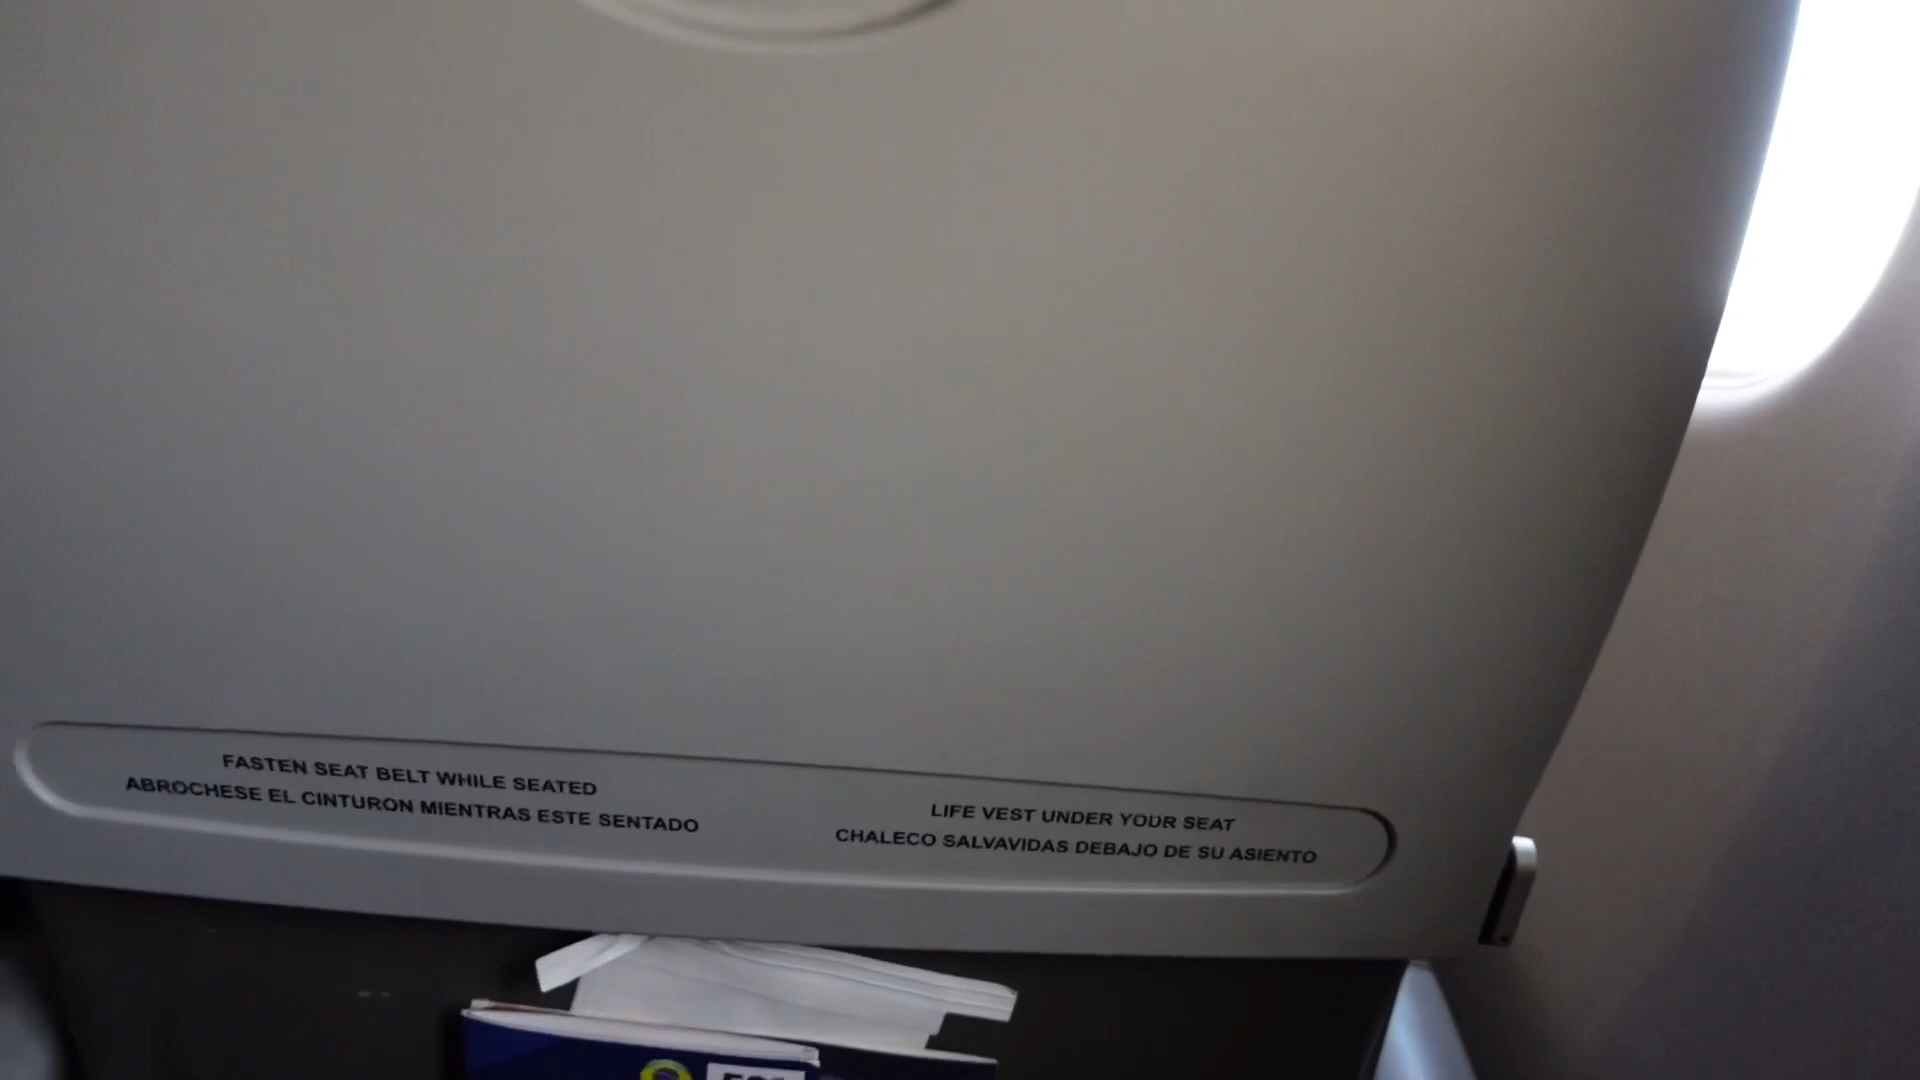 FASTEN SEAT BELT WHILE SEATED
ABROCHESE EL CINTURON MIENTRAS ESTE SENTADO
LIFE VEST UNDER YOUR SEAT
CHALECO SALVAVIDAS DEBAJO DE SU ASIENTO